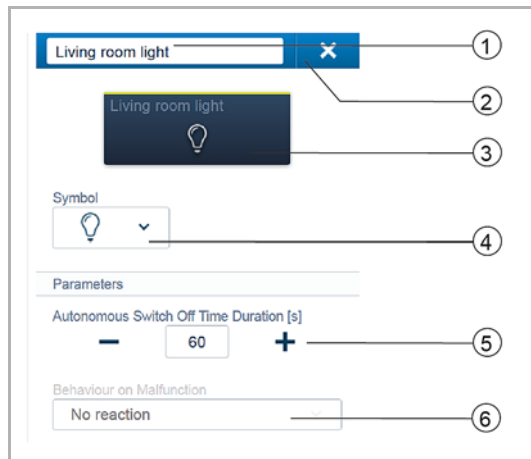 Living room light
1
2
Living room light
3
Symbol
4
Parameters
Autonomous Switch Off Time Duration [s]
60
5
Behaviour on Malfunction
No reaction
6